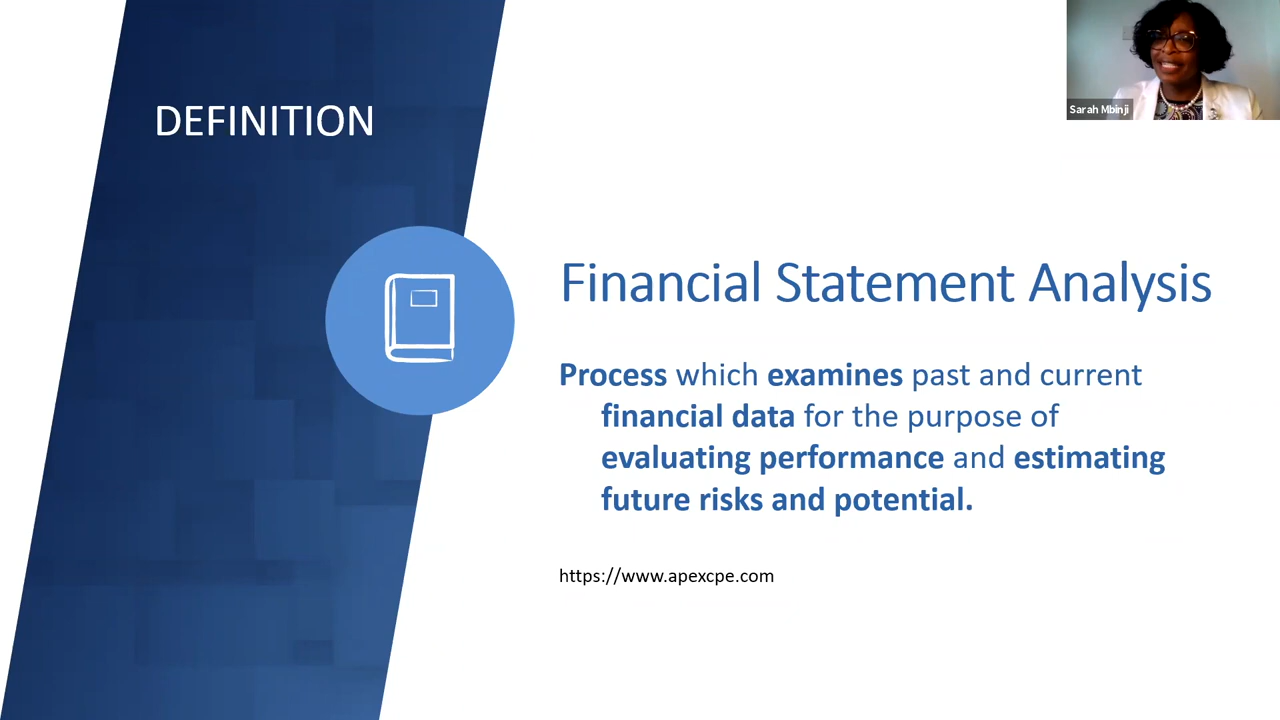 DEFINITION
Sarah Mbinji
Financial Statement Analysis
Process which examines past and current
financial data for the purpose of
evaluating performance and estimating
future risks and potential.
https://www.apexcpe.com